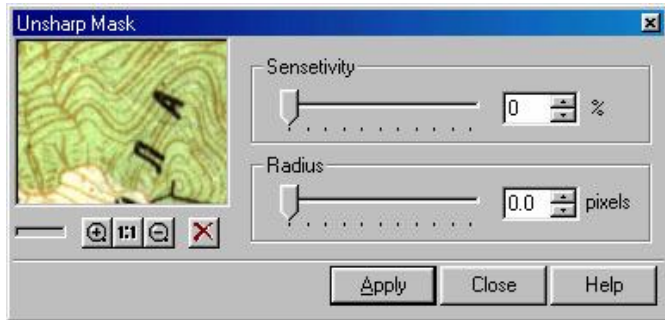 Unsharp Mask
Л А
Sensetivity
0 %
Radius
0.0 pixels
1:1
Apply Close Help